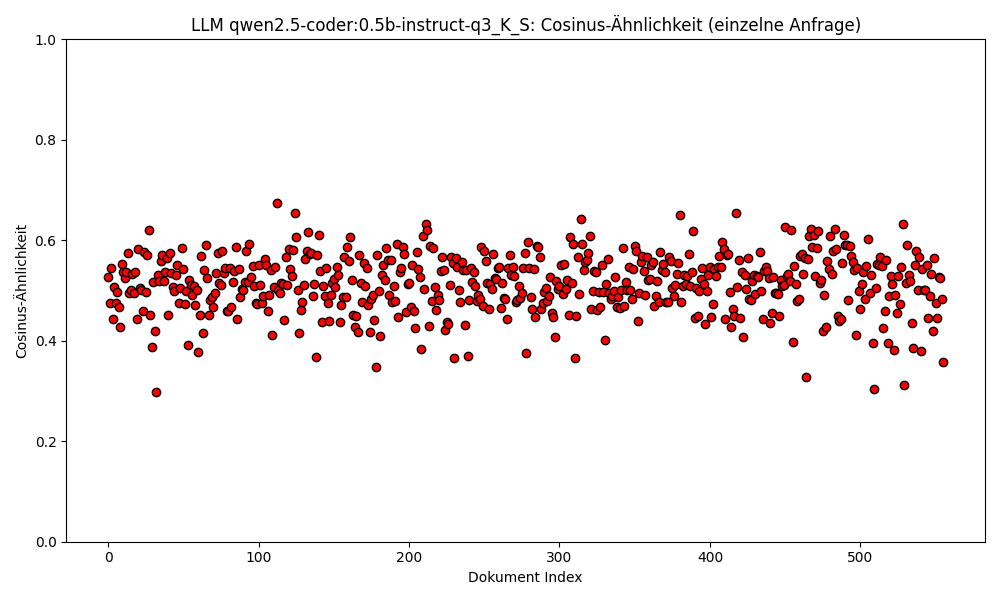 LLM qwen2.5-coder:0.5b-instruct-q3_K_S: Cosinus-Ähnlichkeit (einzelne Anfrage)
1.0
0.8
0.6
0.4
0.2
0.0
Cosinus-Ähnlichkeit
0 100 200 300 400 500
Dokument Index